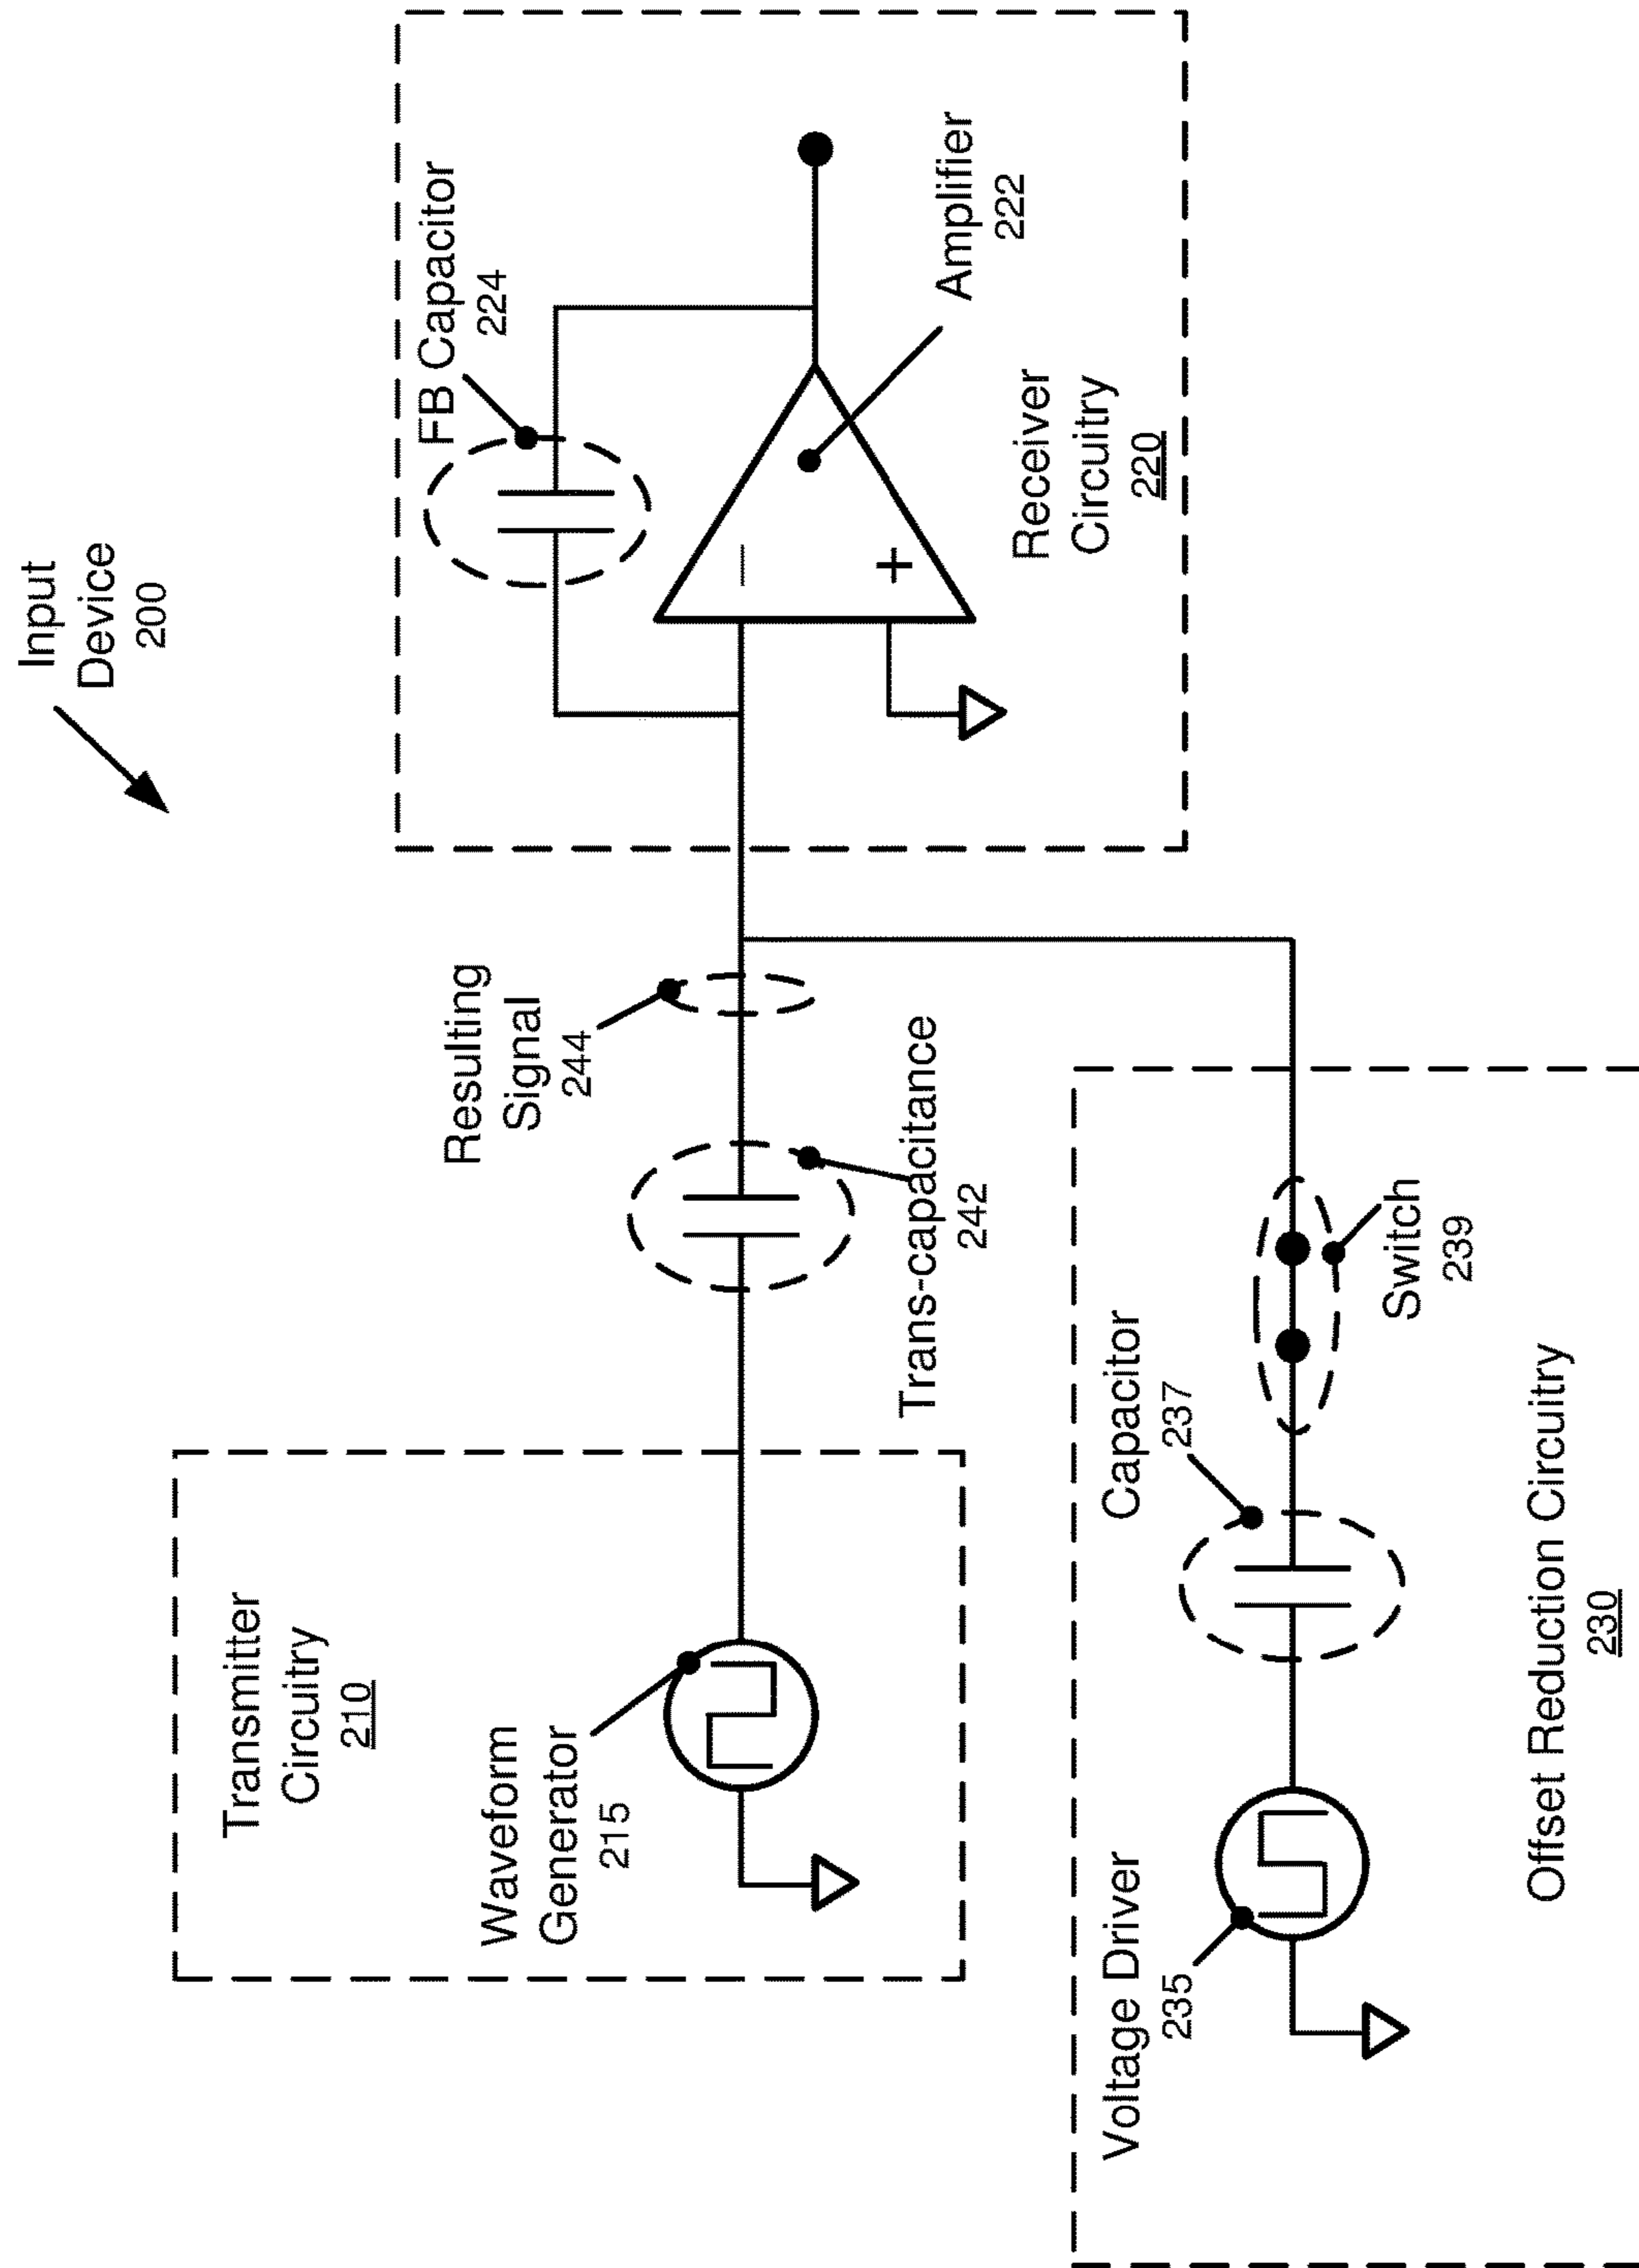 Input
Device
200
Transmitter
Circuitry
210
Waveform
Generator
215
Resulting
Signal
244
Trans-capacitance
242
FB Capacitor
224
−
+
Amplifier
222
Receiver
Circuitry
220
Voltage Driver
235
Capacitor
237
Switch
239
Offset Reduction Circuitry
230